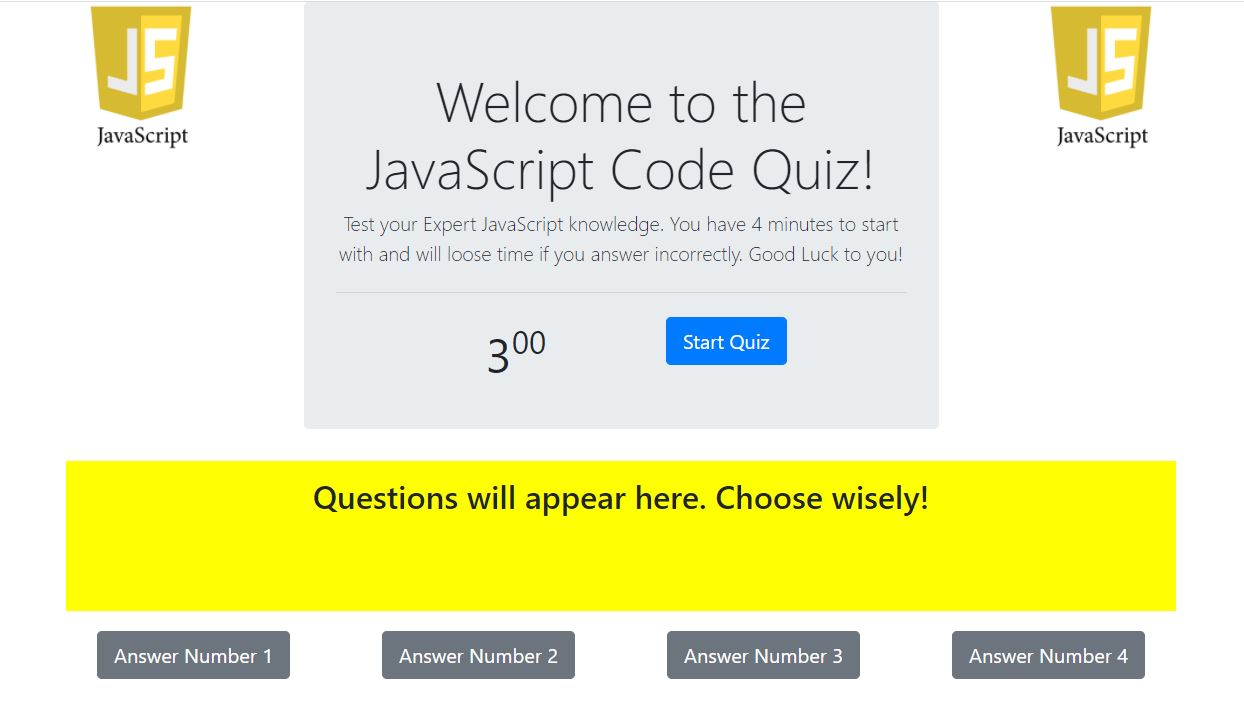 JS
JavaScript
JS
JavaScript
Welcome to the
JavaScript Code Quiz!
Test your Expert JavaScript knowledge. You have 4 minutes to start
with and will loose time if you answer incorrectly. Good Luck to you!
3 00
Start Quiz
Questions will appear here. Choose wisely!
Answer Number 1
Answer Number 2
Answer Number 3
Answer Number 4